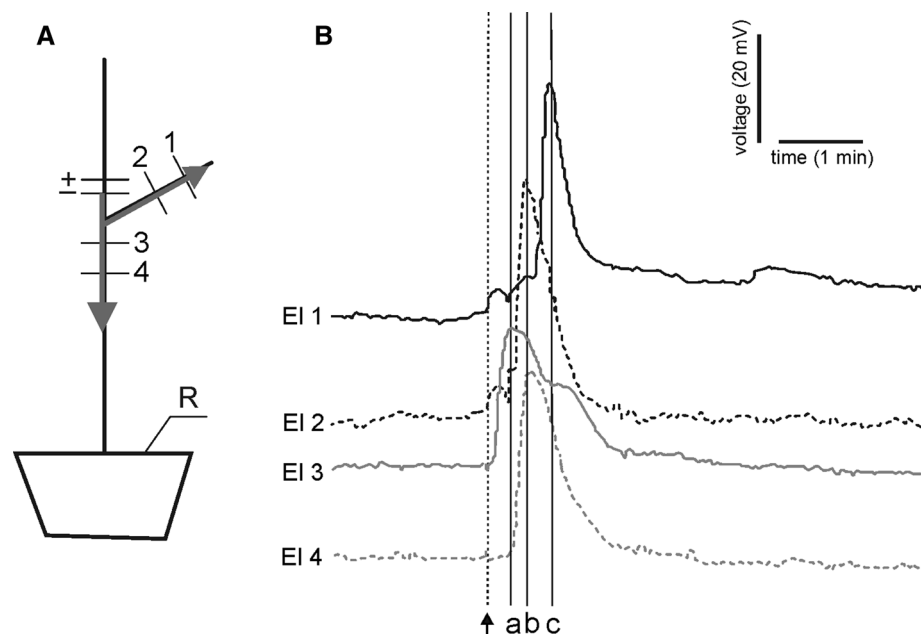 A
+
−
1
2
3
4
R
B
voltage (20 mV)
time (1 min)
El 1
El 2
El 3
El 4
a b c